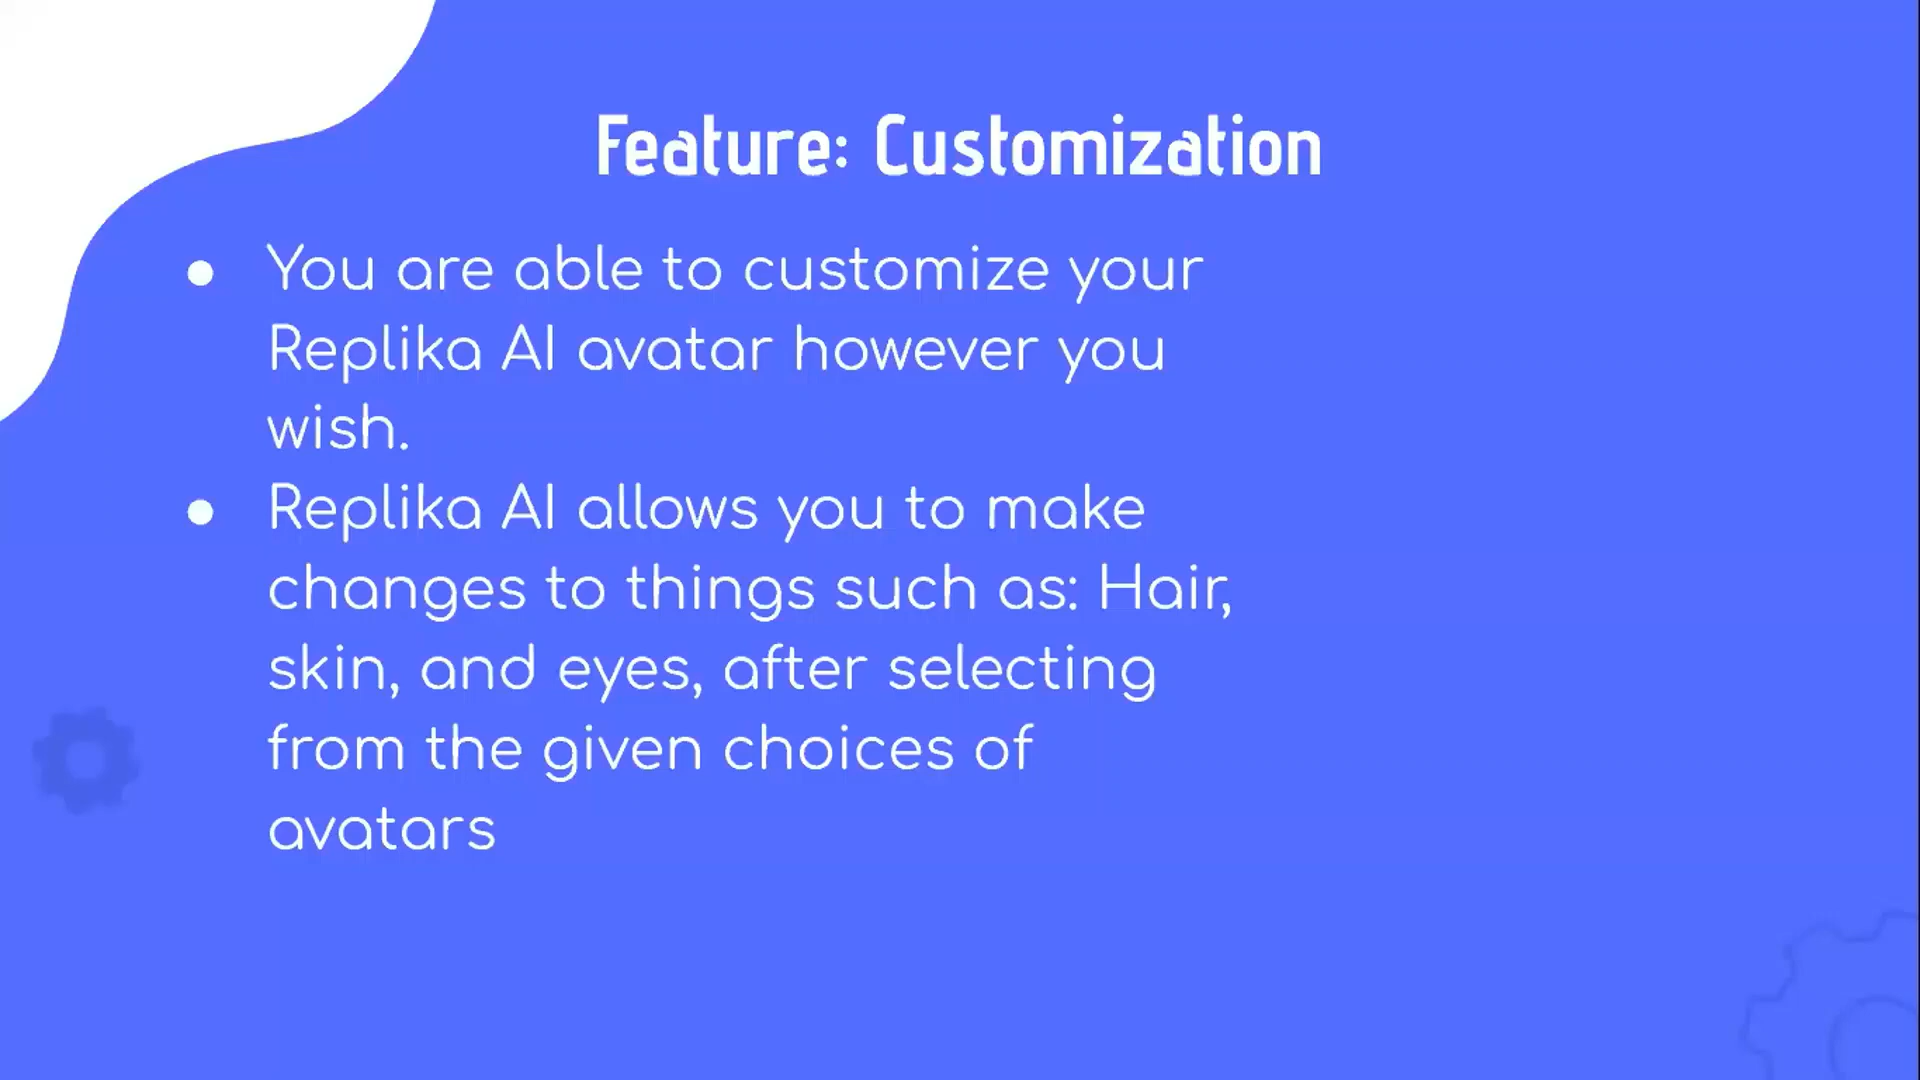 Feature: Customization
● You are able to customize your
Replika AI avatar however you
wish.
● Replika AI allows you to make
changes to things such as: Hair,
skin, and eyes, after selecting
from the given choices of
avatars